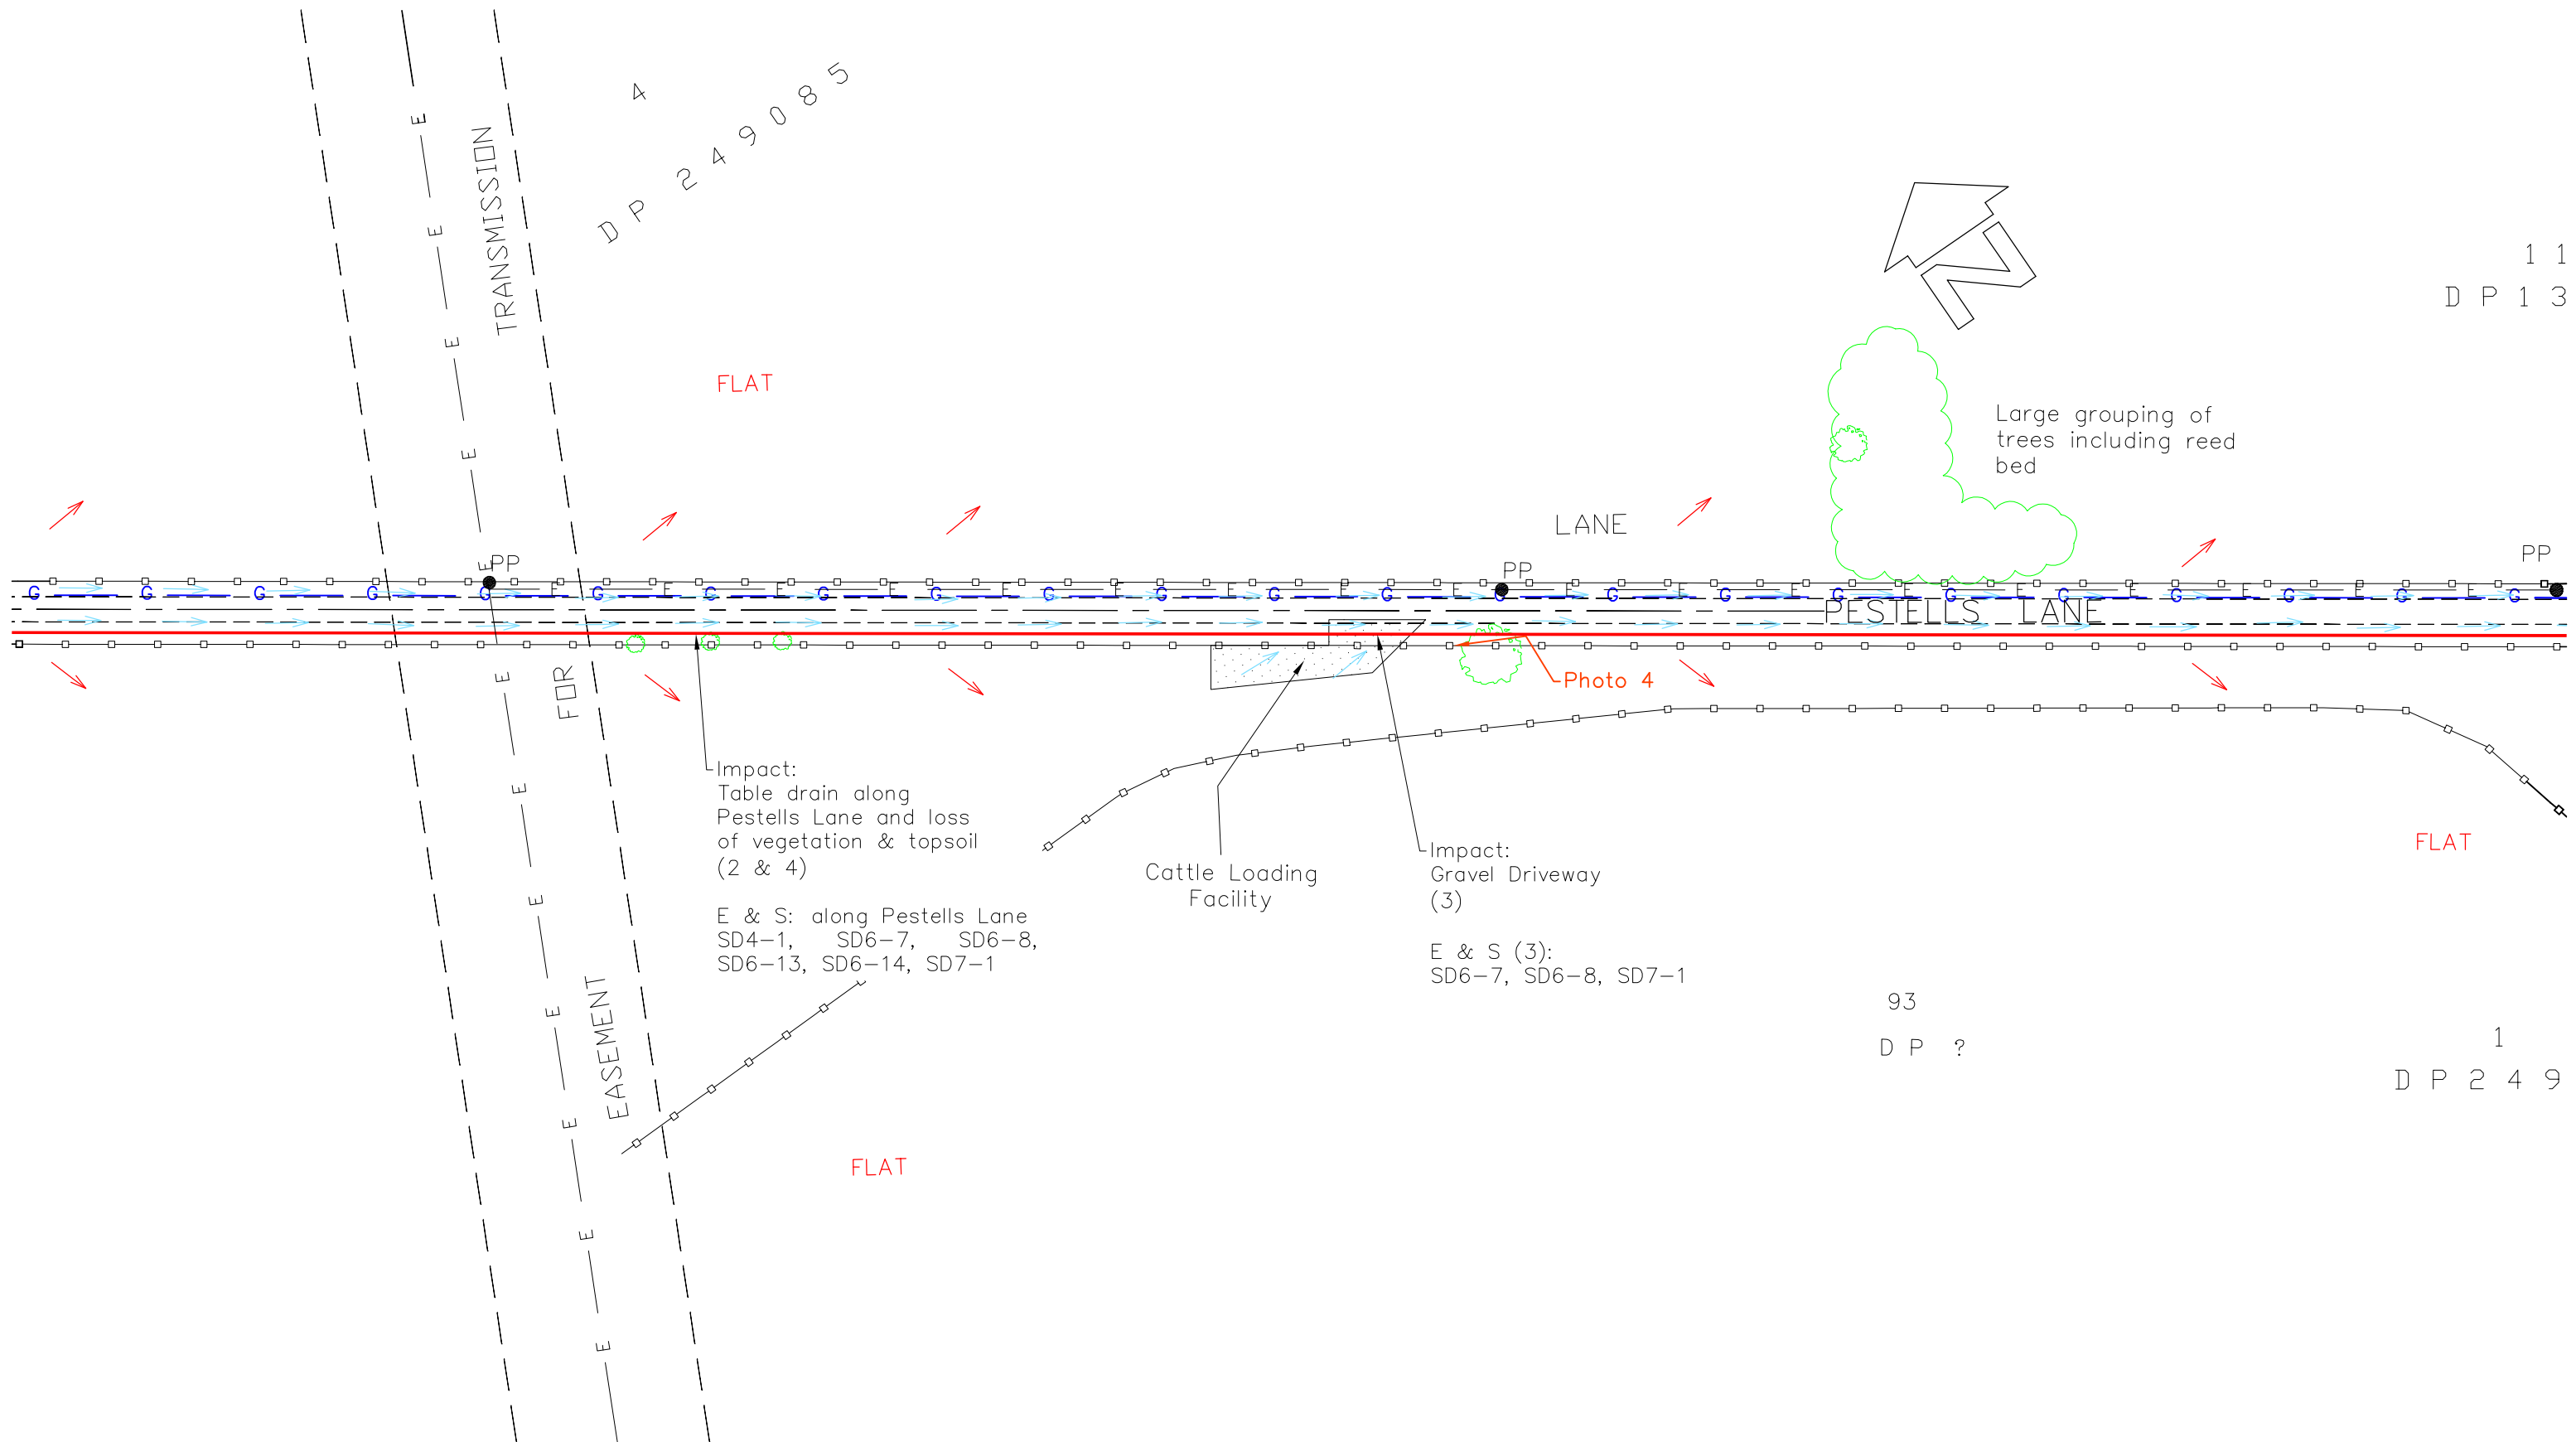 4
DP 249085
TRANSMISSION
N
11
DP13
FLAT
Large grouping of
trees including reed
bed
LANE
PP
PP
PP
PESTELLS LANE
Photo 4
FOR
EASEMENT
Impact:
Table drain along
Pestells Lane and loss
of vegetation & topsoil
(2 & 4)
E & S: along Pestells Lane
SD4-1, SD6-7, SD6-8,
SD6-13, SD6-14, SD7-1
Cattle Loading
Facility
Impact:
Gravel Driveway
(3)
E & S (3):
SD6-7, SD6-8, SD7-1
FLAT
93
DP ?
1
DP249
FLAT
E E E E E E E E E E E E
G E G E G E G E G E G E G